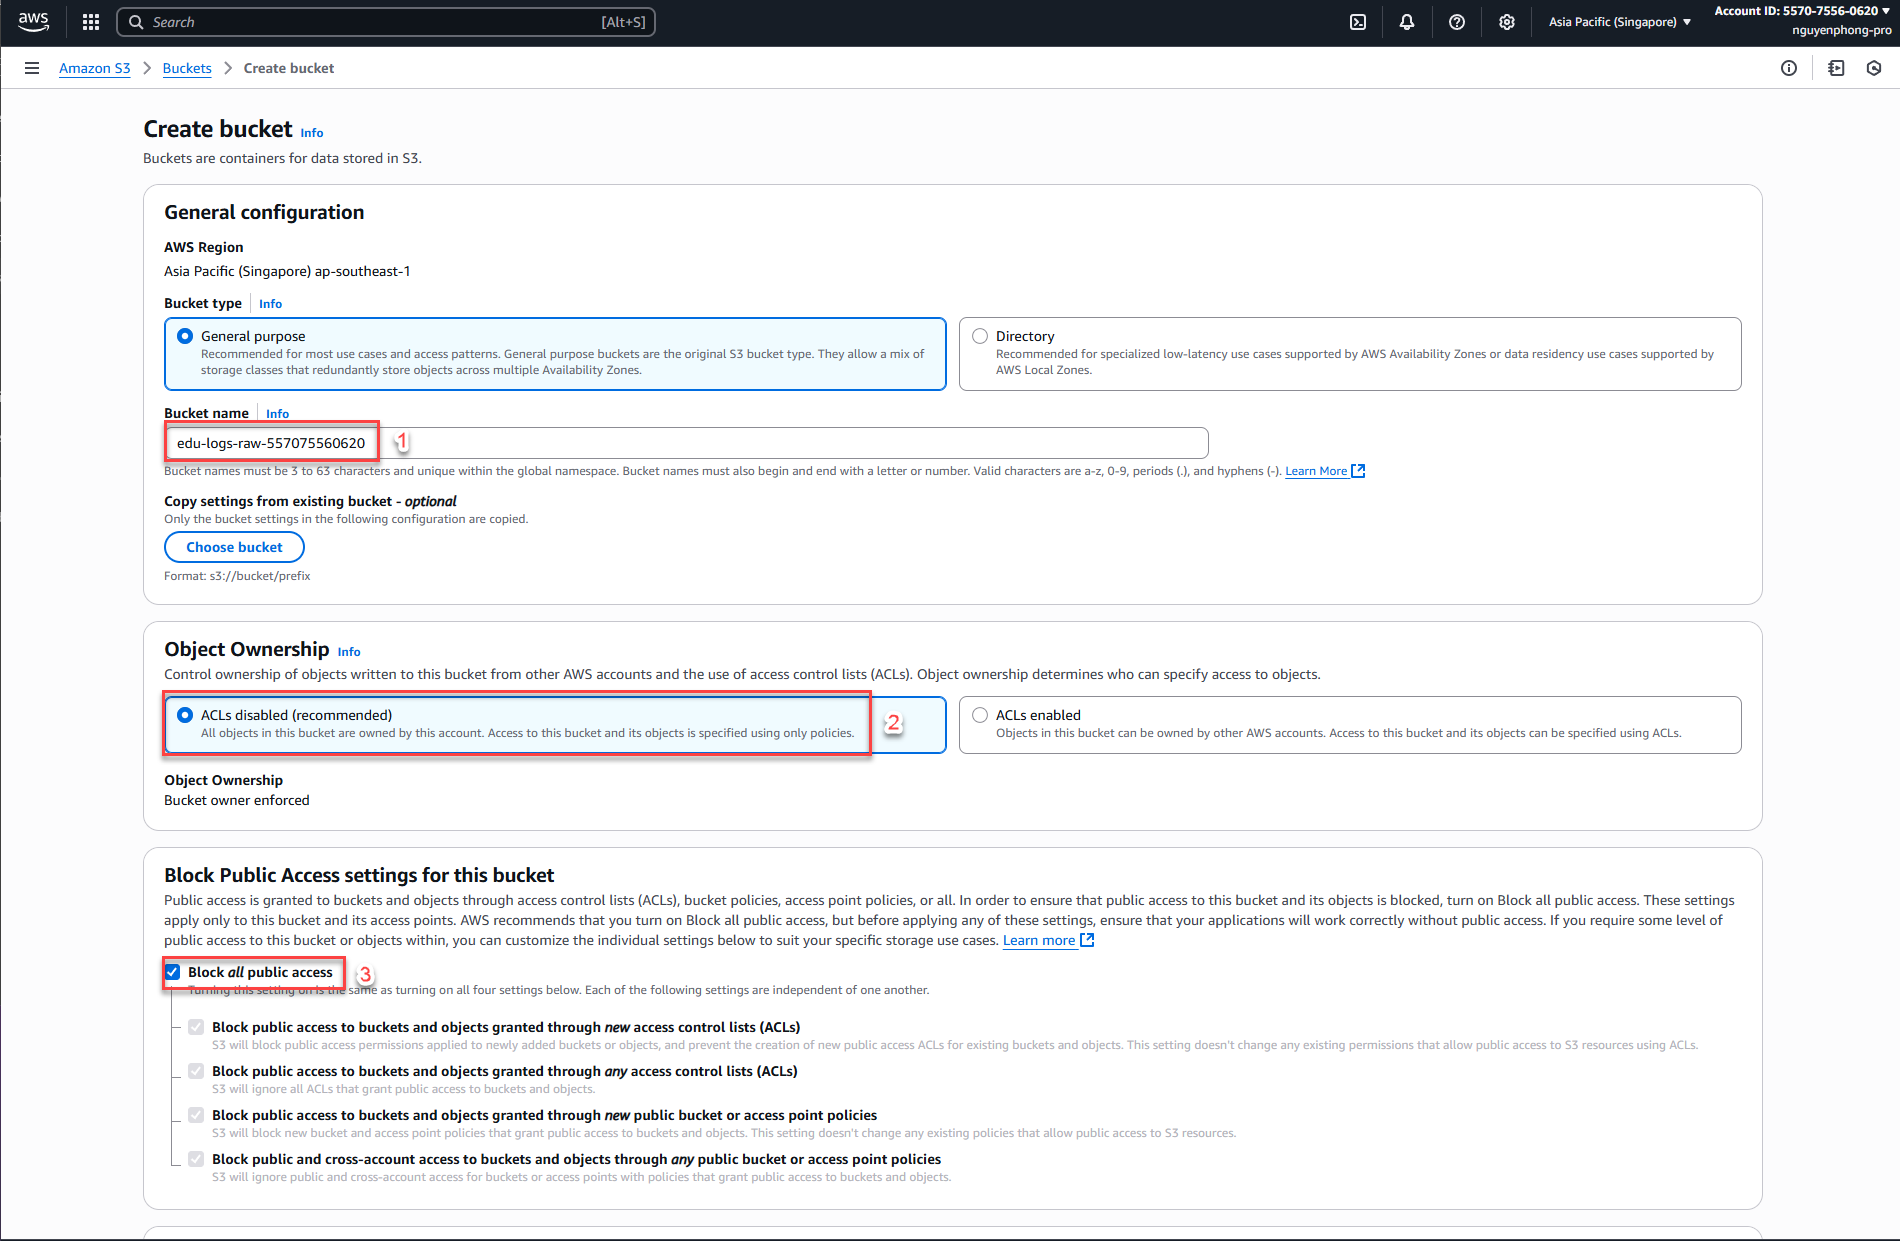 aws
Search
[Alt+S]
Asia Pacific (Singapore) ▼
Account ID: 5570-7556-0620 ▼
nguyenphong-pro
Amazon S3 > Buckets > Create bucket
Create bucket Info
Buckets are containers for data stored in S3.
General configuration
AWS Region
Asia Pacific (Singapore) ap-southeast-1
Bucket type Info
General purpose
Recommended for most use cases and access patterns. General purpose buckets are the original S3 bucket type. They allow a mix of
storage classes that redundantly store objects across multiple Availability Zones.
Directory
Recommended for specialized low-latency use cases supported by AWS Availability Zones or data residency use cases supported by
AWS Local Zones.
Bucket name Info
edu-logs-raw-557075560620
1
Bucket names must be 3 to 63 characters and unique within the global namespace. Bucket names must also begin and end with a letter or number. Valid characters are a-z, 0-9, periods (.), and hyphens (-). Learn More
Copy settings from existing bucket - optional
Only the bucket settings in the following configuration are copied.
Choose bucket
Format: s3://bucket/prefix
Object Ownership Info
Control ownership of objects written to this bucket from other AWS accounts and the use of access control lists (ACLs). Object ownership determines who can specify access to objects.
ACLs disabled (recommended)
All objects in this bucket are owned by this account. Access to this bucket and its objects is specified using only policies.
2
ACLs enabled
Objects in this bucket can be owned by other AWS accounts. Access to this bucket and its objects can be specified using ACLs.
Object Ownership
Bucket owner enforced
Block Public Access settings for this bucket
Public access is granted to buckets and objects through access control lists (ACLs), bucket policies, access point policies, or all. In order to ensure that public access to this bucket and its objects is blocked, turn on Block all public access. These settings
apply only to this bucket and its access points. AWS recommends that you turn on Block all public access, but before applying any of these settings, ensure that your applications will work correctly without public access. If you require some level of
public access to this bucket or objects within, you can customize the individual settings below to suit your specific storage use cases. Learn more
Block all public access
3
Turning this setting on is the same as turning on all four settings below. Each of the following settings are independent of one another.
Block public access to buckets and objects granted through new access control lists (ACLs)
S3 will block public access permissions applied to newly added buckets or objects, and prevent the creation of new public access ACLs for existing buckets and objects. This setting doesn't change any existing permissions that allow public access to S3 resources using ACLs.
Block public access to buckets and objects granted through any access control lists (ACLs)
S3 will ignore all ACLs that grant public access to buckets and objects.
Block public access to buckets and objects granted through new public bucket or access point policies
S3 will block new bucket and access point policies that grant public access to buckets and objects. This setting doesn't change any existing policies that allow public access to S3 resources.
Block public and cross-account access to buckets and objects through any public bucket or access point policies
S3 will ignore public and cross-account access for buckets or access points with policies that grant public access to buckets and objects.